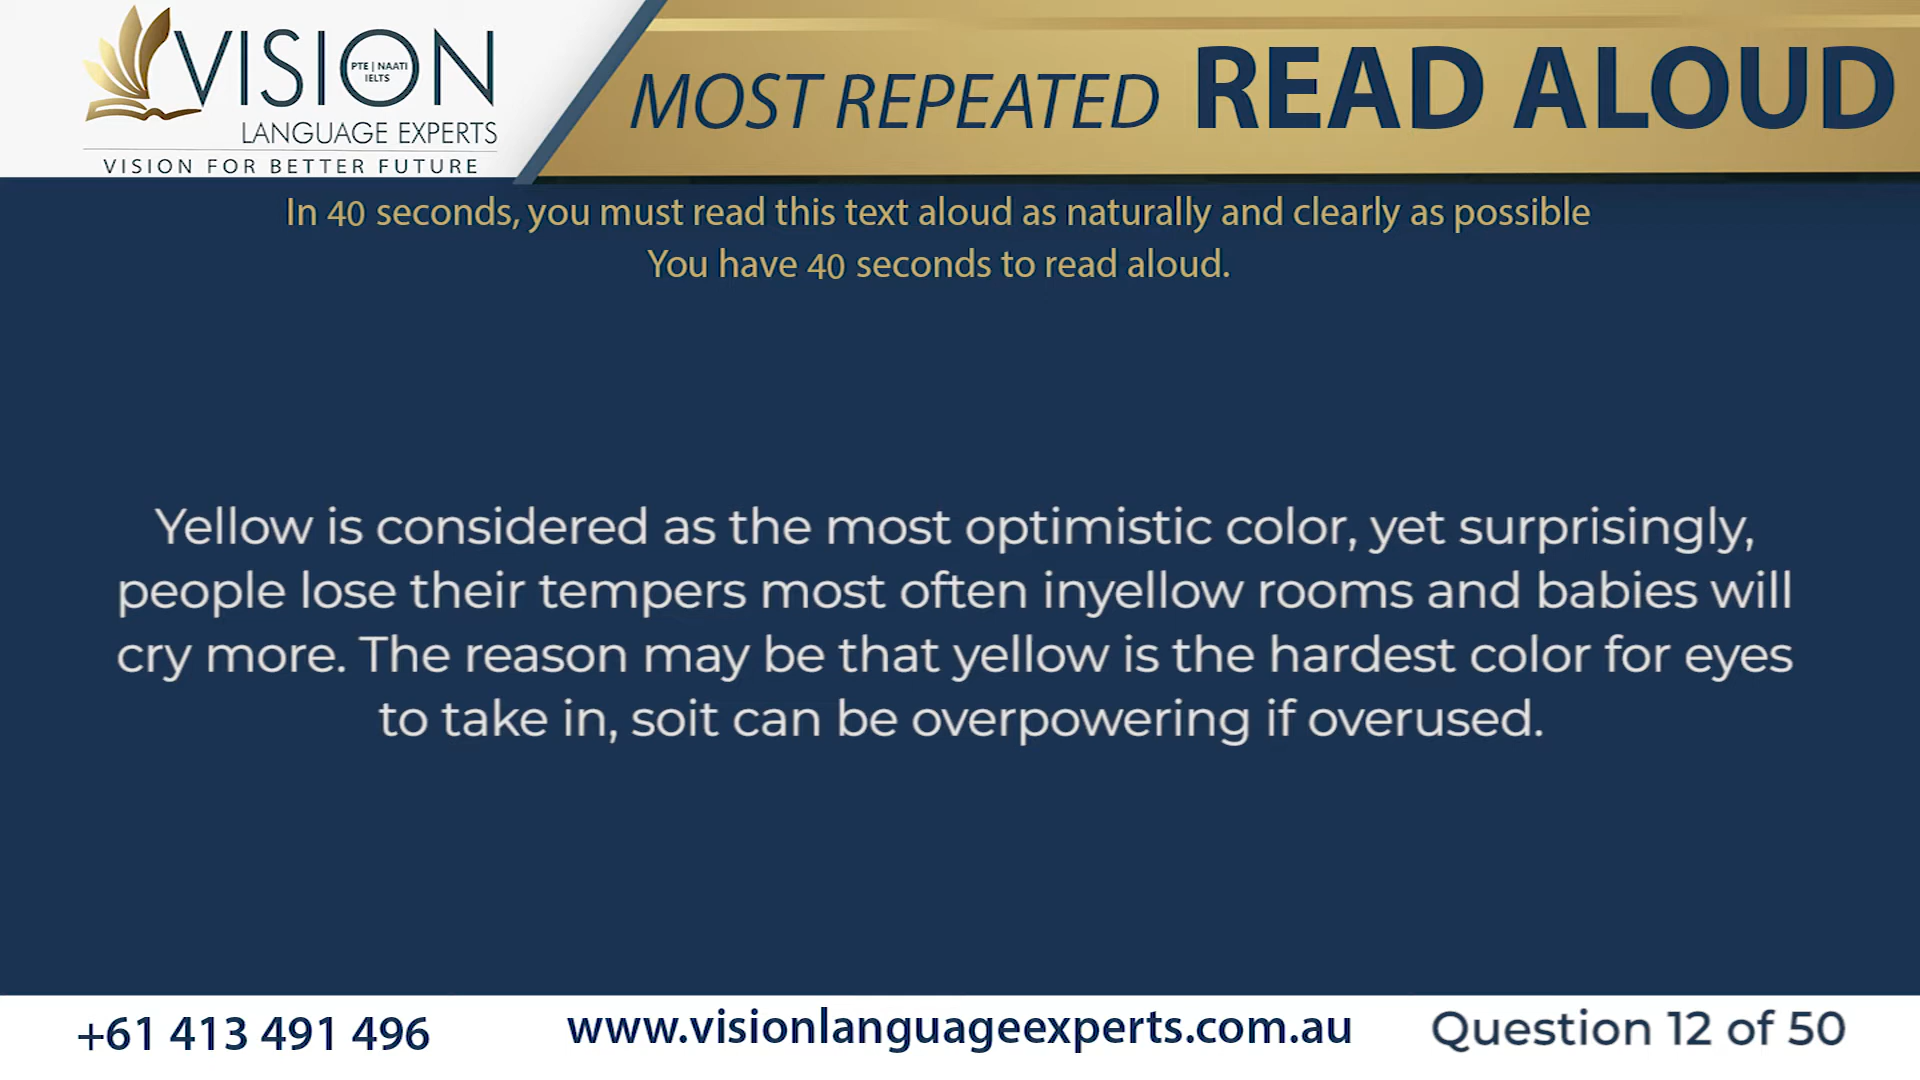 VISION
PTE | NAATI
IELTS
LANGUAGE EXPERTS
VISION FOR BETTER FUTURE
MOST REPEATED READ ALOUD
In 40 seconds, you must read this text aloud as naturally and clearly as possible
You have 40 seconds to read aloud.
Yellow is considered as the most optimistic color, yet surprisingly,
people lose their tempers most often inyellow rooms and babies will
cry more. The reason may be that yellow is the hardest color for eyes
to take in, soit can be overpowering if overused.
+61 413 491 496
www.visionlanguageexperts.com.au
Question 12 of 50